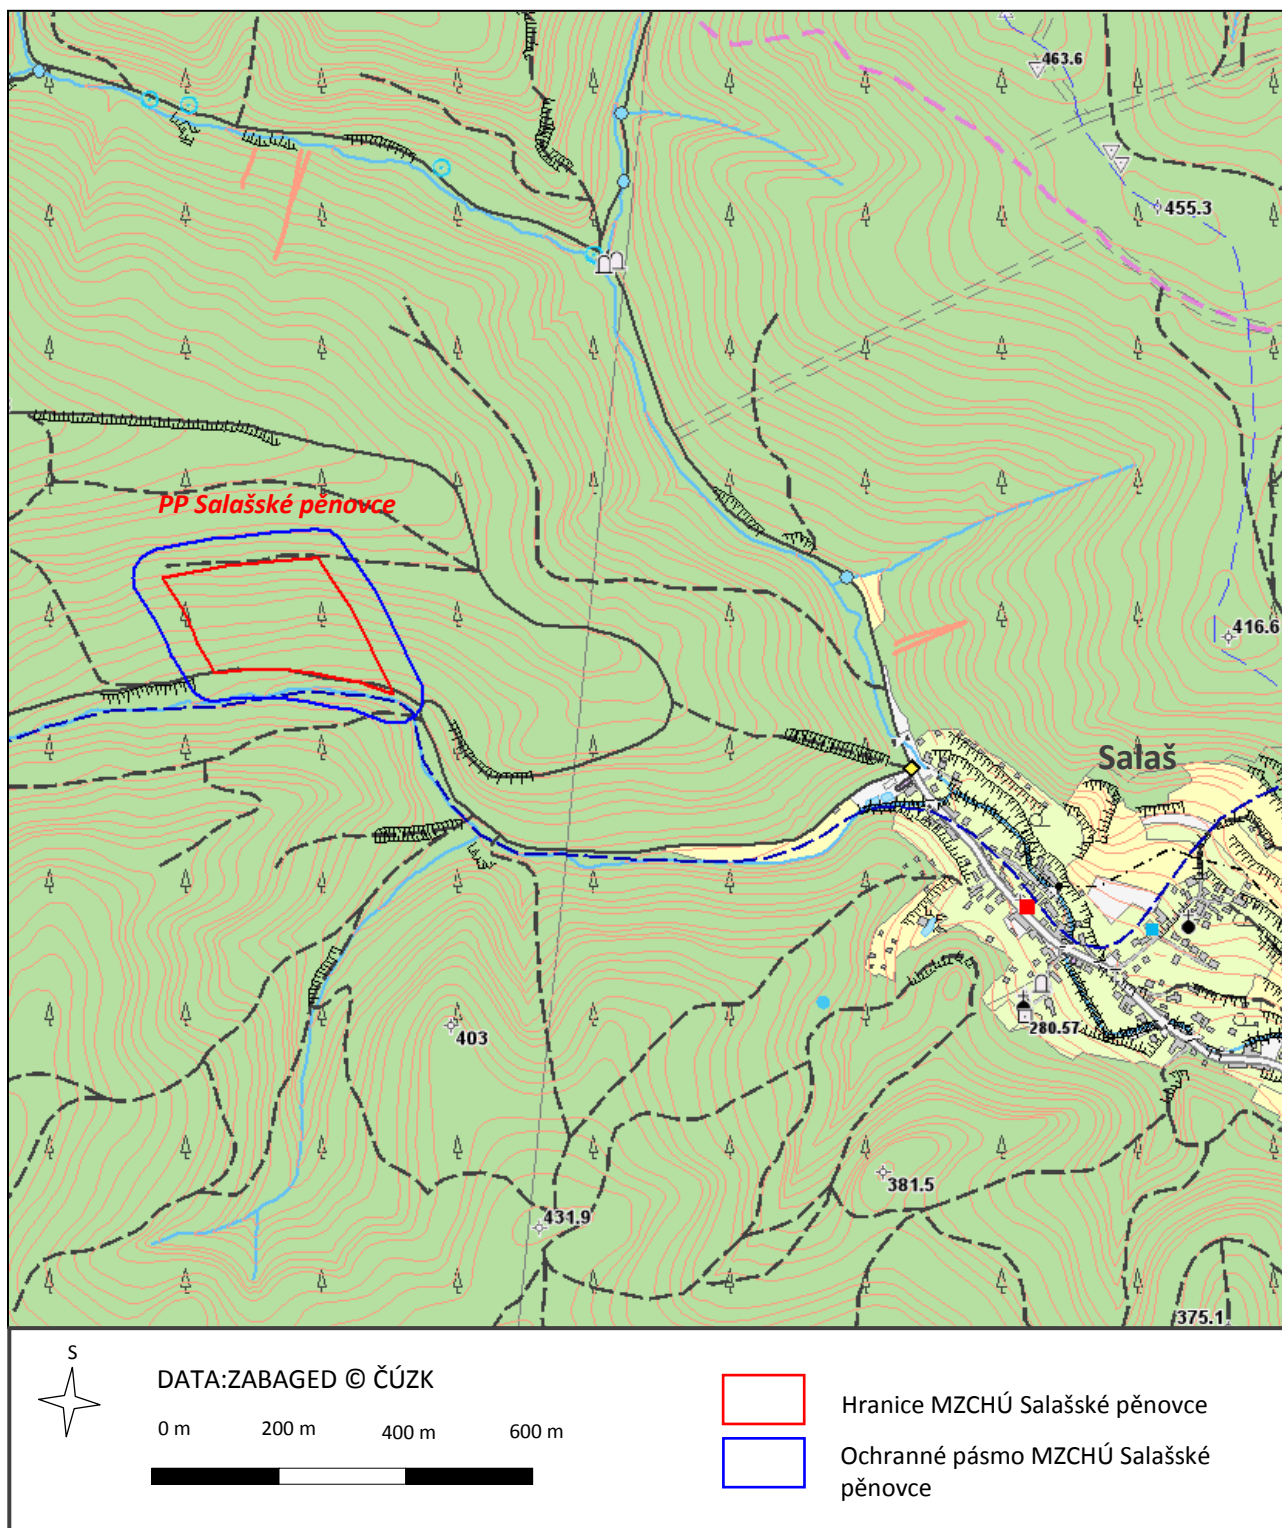 463.6
455.3
PP Salašské pěnovce
416.6
Salaš
403
280.57
381.5
431.9
375.1
S
DATA:ZABAGED © ČÚZK
0 m 200 m 400 m 600 m
Hranice MZCHÚ Salašské pěnovce
Ochranné pásmo MZCHÚ Salašské
pěnovce